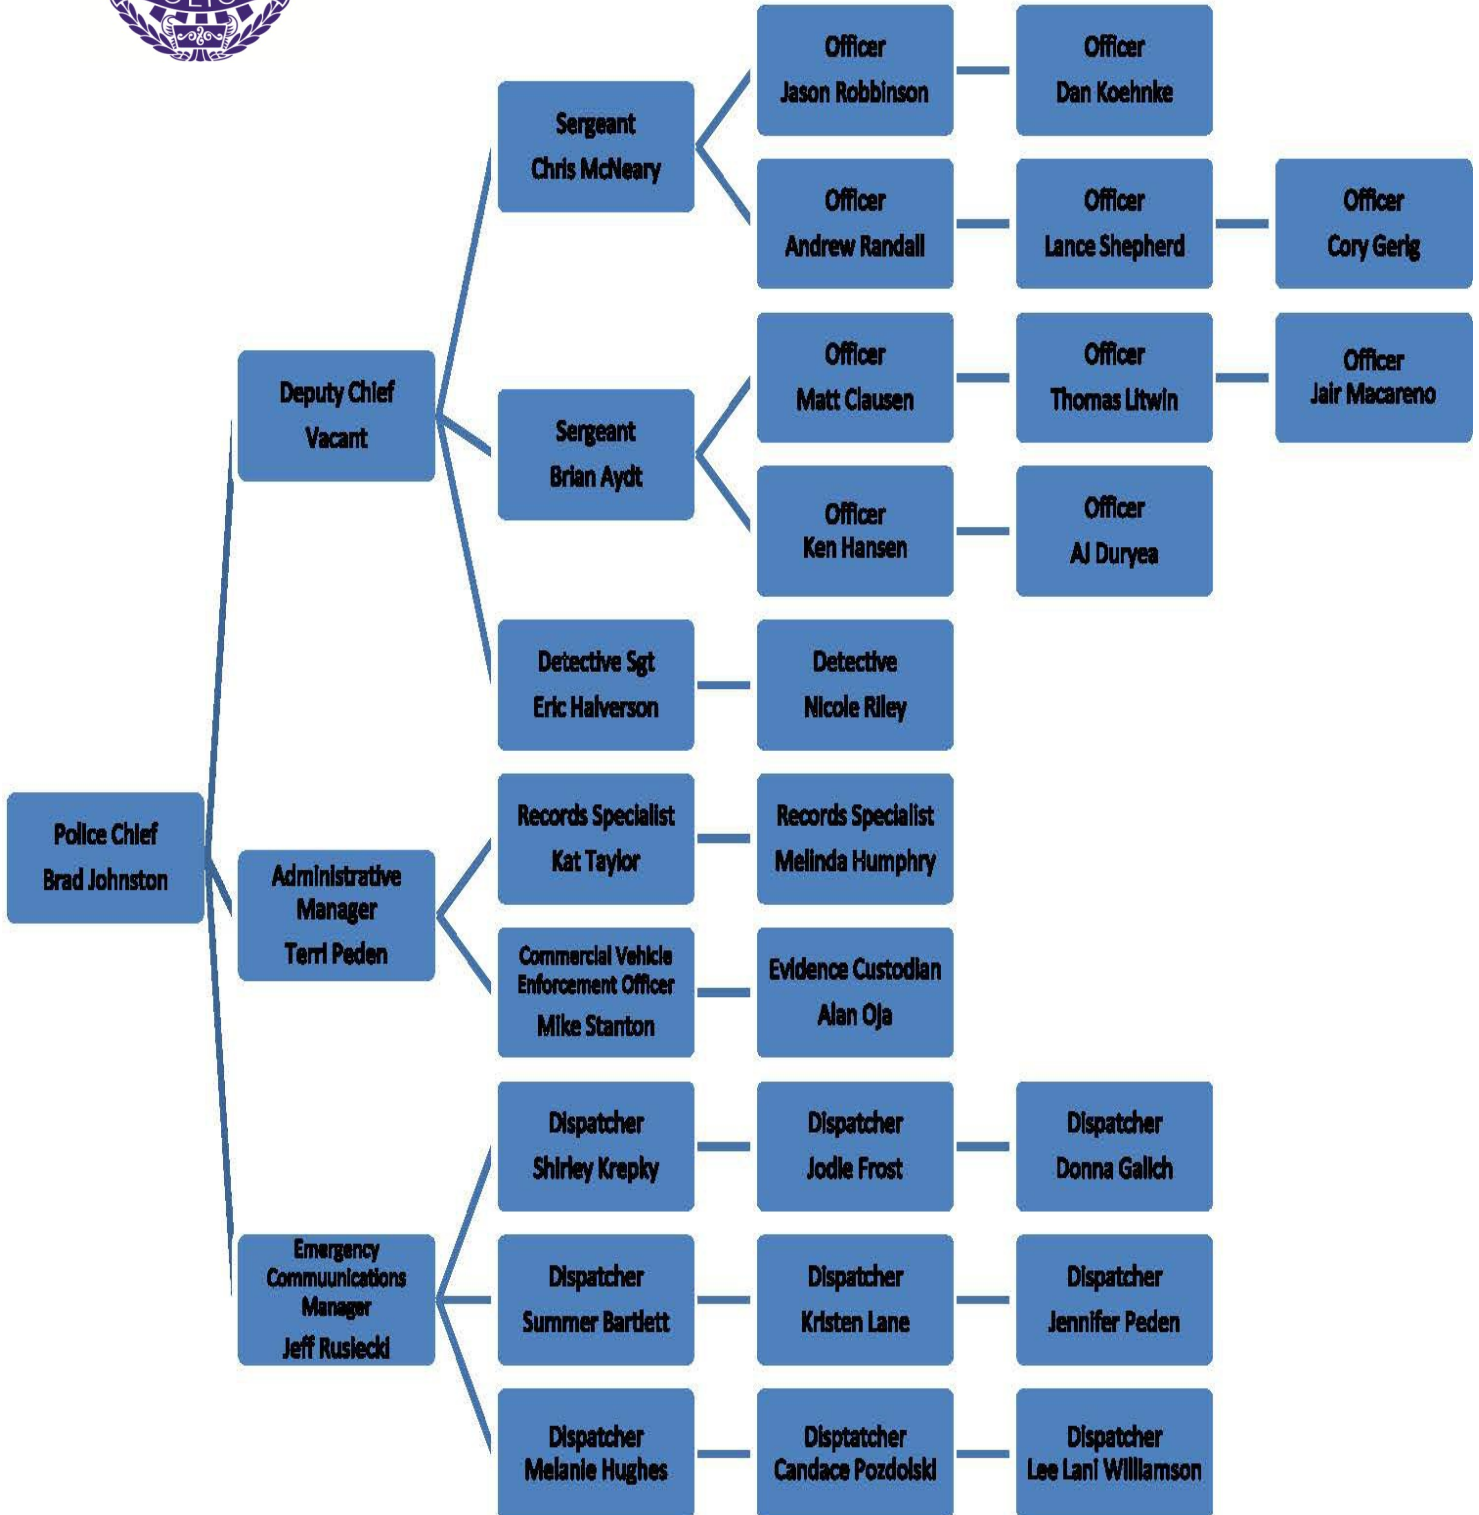 Officer
Jason Robbinson
Officer
Dan Koehnke
Sergeant
Chris McNeary
Officer
Andrew Randall
Officer
Lance Shepherd
Officer
Cory Gerig
Deputy Chief
Vacant
Officer
Matt Clausen
Officer
Thomas Litwin
Officer
Jair Macareno
Sergeant
Brian Aydt
Officer
Ken Hansen
Officer
AJ Duryea
Detective Sgt
Eric Halverson
Detective
Nicole Riley
Police Chief
Brad Johnston
Records Specialist
Kat Taylor
Records Specialist
Melinda Humphry
Administrative
Manager
Terri Peden
Commercial Vehicle
Enforcement Officer
Mike Stanton
Evidence Custodian
Alan Oja
Dispatcher
Shirley Krepky
Dispatcher
Jodie Frost
Dispatcher
Donna Galich
Emergency
Commuunications
Manager
Jeff Rusiecki
Dispatcher
Summer Bartlett
Dispatcher
Kristen Lane
Dispatcher
Jennifer Peden
Dispatcher
Melanie Hughes
Disptatcher
Candace Pozdolski
Dispatcher
Lee Lani Williamson